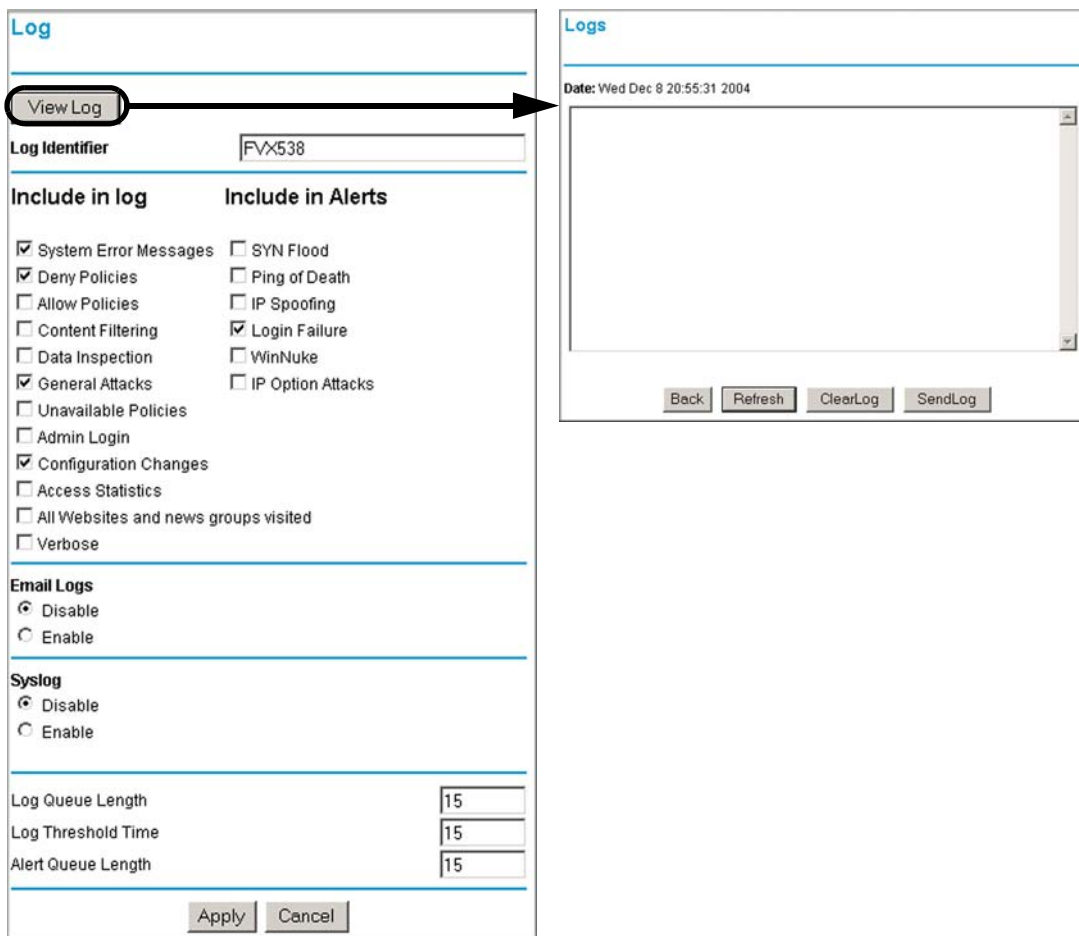 Log
View Log
Log Identifier FVX538
Include in log Include in Alerts
System Error Messages SYN Flood
Deny Policies Ping of Death
Allow Policies IP Spoofing
Content Filtering Login Failure
Data Inspection WinNuke
General Attacks IP Option Attacks
Unavailable Policies
Admin Login
Configuration Changes
Access Statistics
All Websites and news groups visited
Verbose
Email Logs
Disable
Enable
Syslog
Disable
Enable
Log Queue Length 15
Log Threshold Time 15
Alert Queue Length 15
Apply Cancel
Logs
Date: Wed Dec 8 20:55:31 2004
Back Refresh ClearLog SendLog